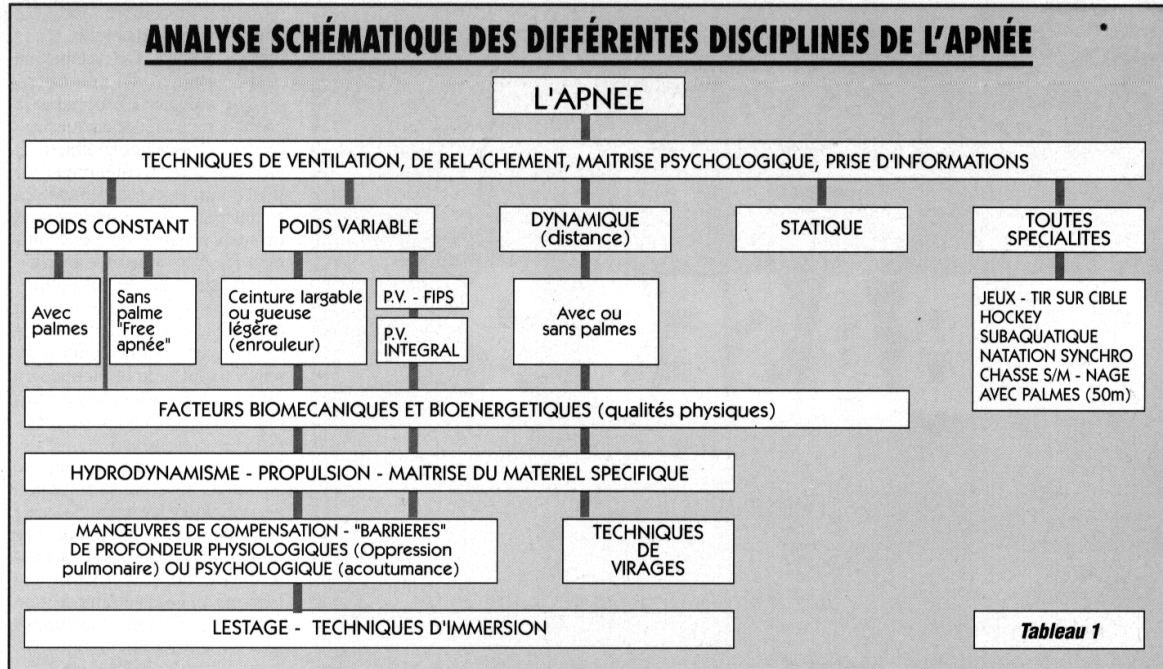 ANALYSE SCHÉMATIQUE DES DIFFÉRENTES DISCIPLINES DE L'APNÉE
L'APNEE
TECHNIQUES DE VENTILATION, DE RELACHEMENT, MAITRISE PSYCHOLOGIQUE, PRISE D'INFORMATIONS
POIDS CONSTANT
POIDS VARIABLE
DYNAMIQUE
(distance)
STATIQUE
TOUTES
SPECIALITES
Avec
palmes
Sans
palme
"Free
apnée"
Ceinture largable
ou gueuse
légère
(enrouleur)
P.V. - FIPS
P.V.
INTEGRAL
Avec ou
sans palmes
JEUX - TIR SUR CIBLE
HOCKEY
SUBAQUATIQUE
NATATION SYNCHRO
CHASSE S/M - NAGE
AVEC PALMES (50m)
FACTEURS BIOMECANIQUES ET BIOENERGETIQUES (qualités physiques)
HYDRODYNAMISME - PROPULSION - MAITRISE DU MATERIEL SPECIFIQUE
MANŒUVRES DE COMPENSATION - "BARRIERES"
DE PROFONDEUR PHYSIOLOGIQUES (Oppression
pulmonaire) OU PSYCHOLOGIQUE (acoutumance)
TECHNIQUES
DE
VIRAGES
LESTAGE - TECHNIQUES D'IMMERSION
Tableau 1